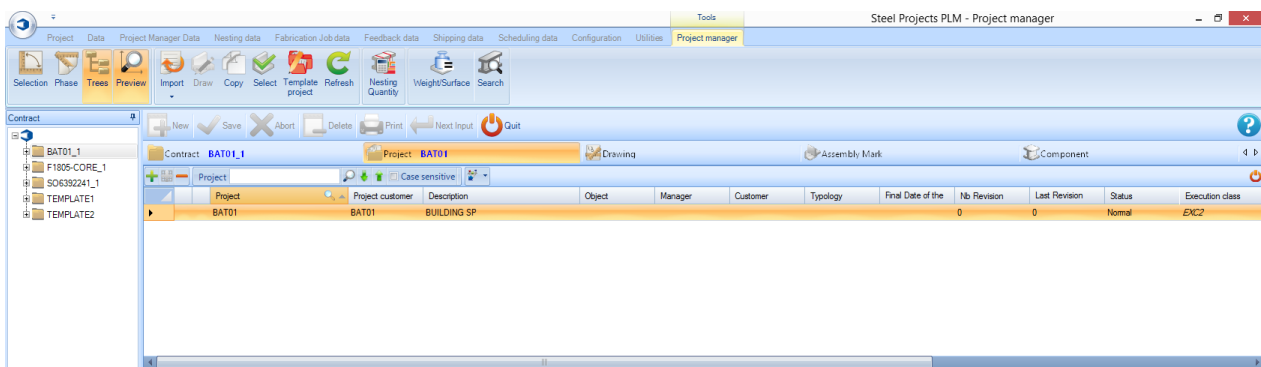 Tools
Steel Projects PLM - Project manager
Project Data Project Manager Data Nesting data Fabrication Job data Feedback data Shipping data Scheduling data Configuration Utilities Project manager
Selection Phase Trees Preview Import Draw Copy Select Template project Refresh Nesting Quantity Weight/Surface Search
Contract
New Save Abort Delete Print Next Input Quit
BAT01_1
F1805-CORE_1
SO6392241_1
TEMPLATE1
TEMPLATE2
Contract BAT01_1 Project BAT01 Drawing Assembly Mark Component
Project Case sensitive
Project Project customer Description Object Manager Customer Typology Final Date of the Nb Revision Last Revision Status Execution class
BAT01 BAT01 BUILDING SP 0 0 Normal EXC2